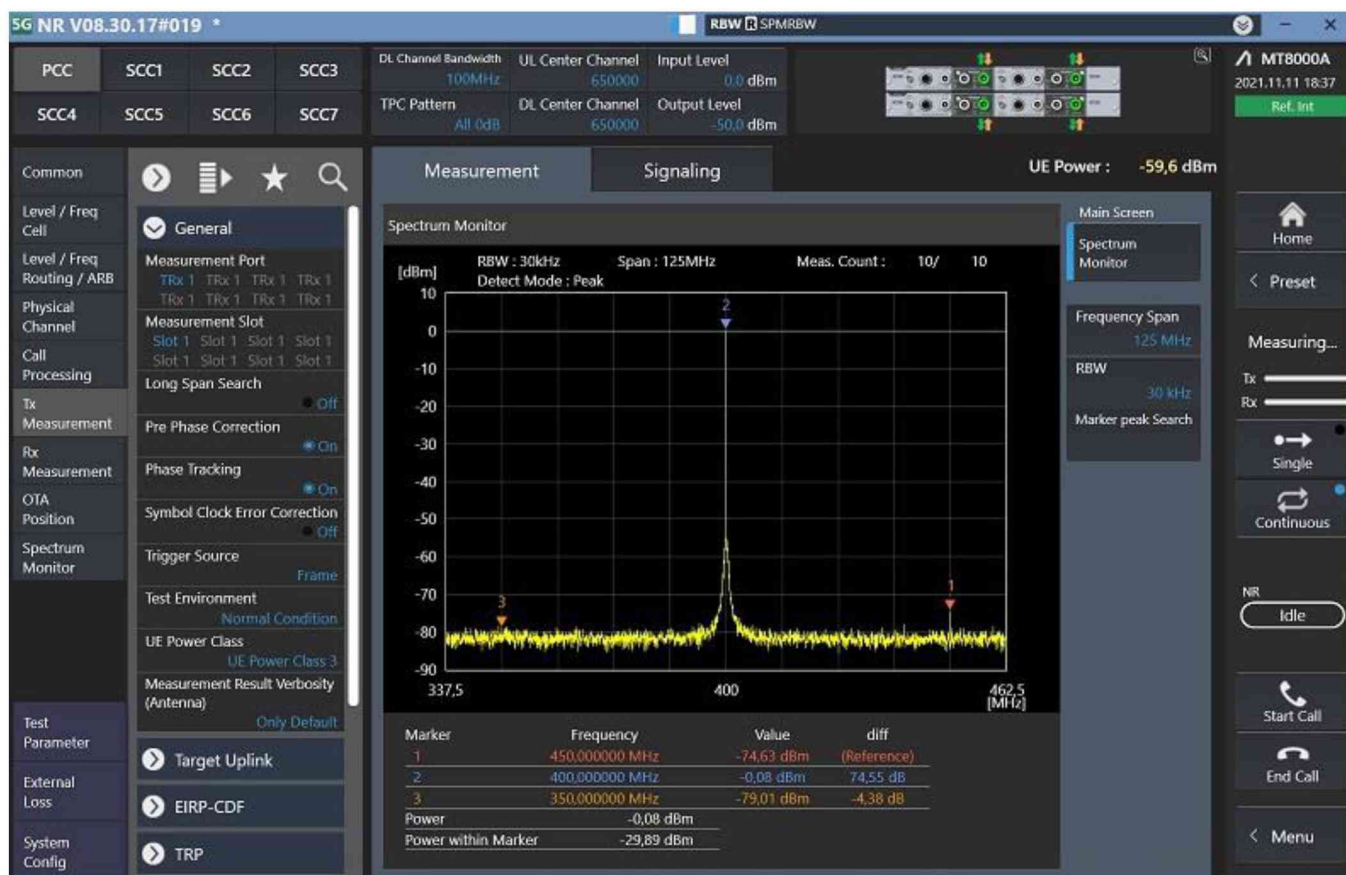 5G NR V08.30.17#019 *
RBW R SPMRBW
PCC SCC1 SCC2 SCC3
SCC4 SCC5 SCC6 SCC7
DL Channel Bandwidth
100MHz
UL Center Channel
650000
Input Level
0,0 dBm
TPC Pattern
All 0dB
DL Center Channel
650000
Output Level
-50,0 dBm
MT8000A
2021.11.11 18:37
Ref. Int
Common
Level / Freq
Cell
Level / Freq
Routing / ARB
Physical
Channel
Call
Processing
Tx
Measurement
Rx
Measurement
OTA
Position
Spectrum
Monitor
Test
Parameter
External
Loss
System
Config
General
Measurement Port
TRx 1 TRx 1 TRx 1 TRx 1
TRx 1 TRx 1 TRx 1 TRx 1
Measurement Slot
Slot 1 Slot 1 Slot 1 Slot 1
Slot 1 Slot 1 Slot 1 Slot 1
Long Span Search
Off
Pre Phase Correction
On
Phase Tracking
On
Symbol Clock Error Correction
Off
Trigger Source
Frame
Test Environment
Normal Condition
UE Power Class
UE Power Class 3
Measurement Result Verbosity
(Antenna)
Only Default
Target Uplink
EIRP-CDF
TRP
Measurement Signaling
UE Power : -59,6 dBm
Spectrum Monitor
RBW : 30kHz Span : 125MHz Meas. Count : 10/ 10
[dBm]
Detect Mode : Peak
10
0
-10
-20
-30
-40
-50
-60
-70
-80
-90
2
1
3
337,5 400 462,5
[MHz]
Marker Frequency Value diff
1 450,000000 MHz -74,63 dBm (Reference)
2 400,000000 MHz -0,08 dBm 74,55 dB
3 350,000000 MHz -79,01 dBm -4,38 dB
Power -0,08 dBm
Power within Marker -29,89 dBm
Main Screen
Spectrum
Monitor
Frequency Span
125 MHz
RBW
30 kHz
Marker peak Search
Home
< Preset
Measuring...
Tx
Rx
Single
Continuous
NR
Idle
Start Call
End Call
< Menu